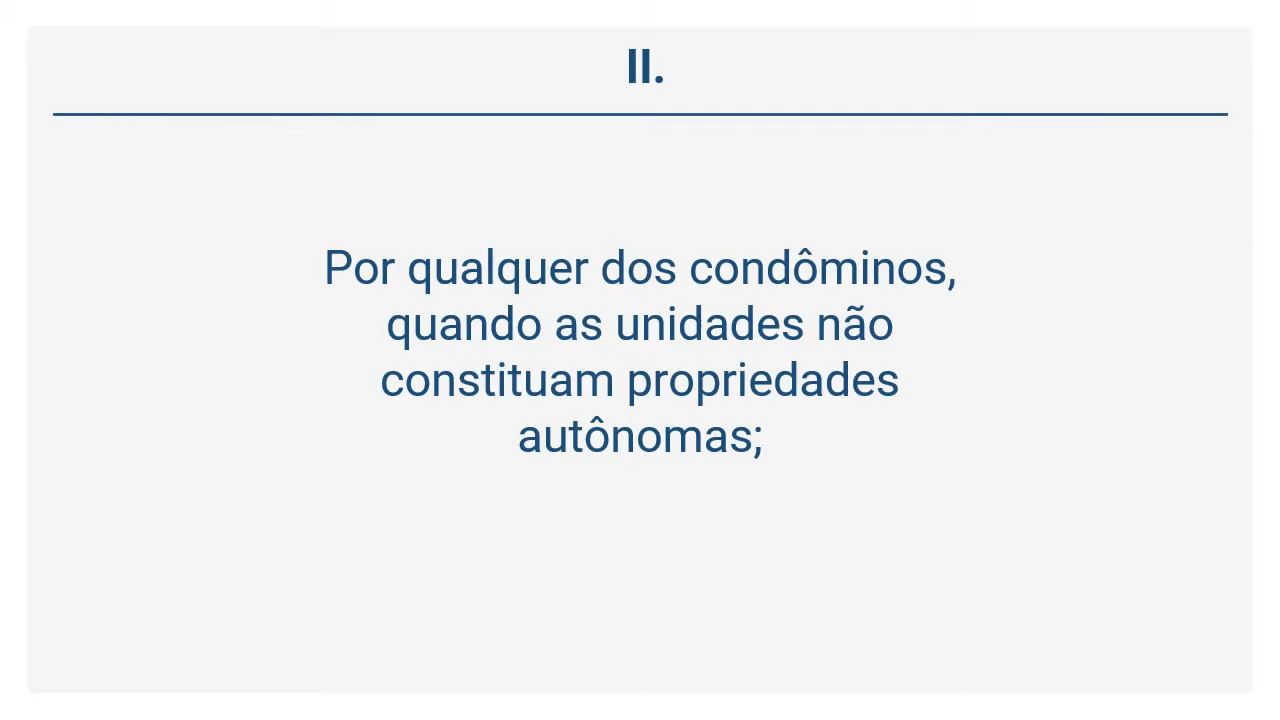 II.
Por qualquer dos condôminos,
quando as unidades não
constituam propriedades
autônomas;